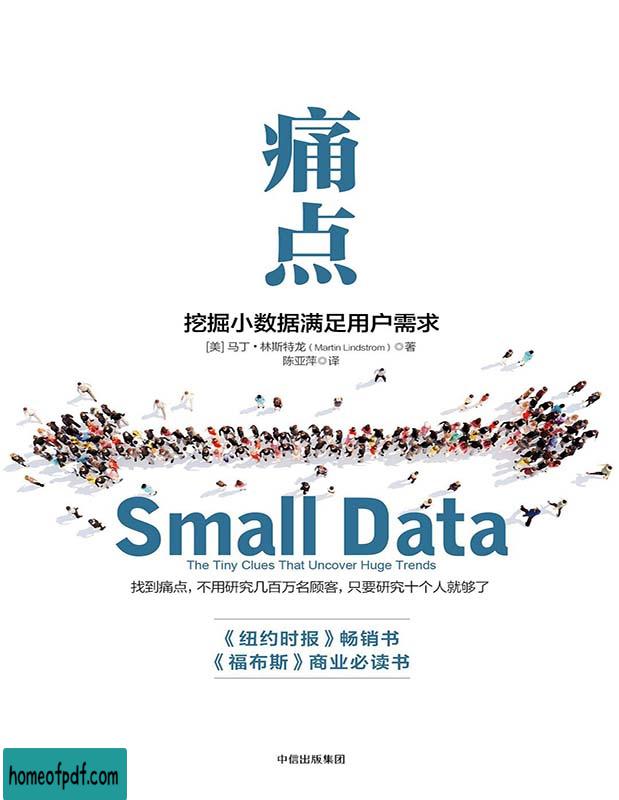 痛
点
挖掘小数据满足用户需求
[美] 马丁·林斯特龙（Martin Lindstrom）◎著
陈亚萍◎译
Small Data
The Tiny Clues That Uncover Huge Trends
找到痛点，不用研究几百万名顾客，只要研究十个人就够了
《纽约时报》畅销书
《福布斯》商业必读书
中信出版集团
homeofpdf.com